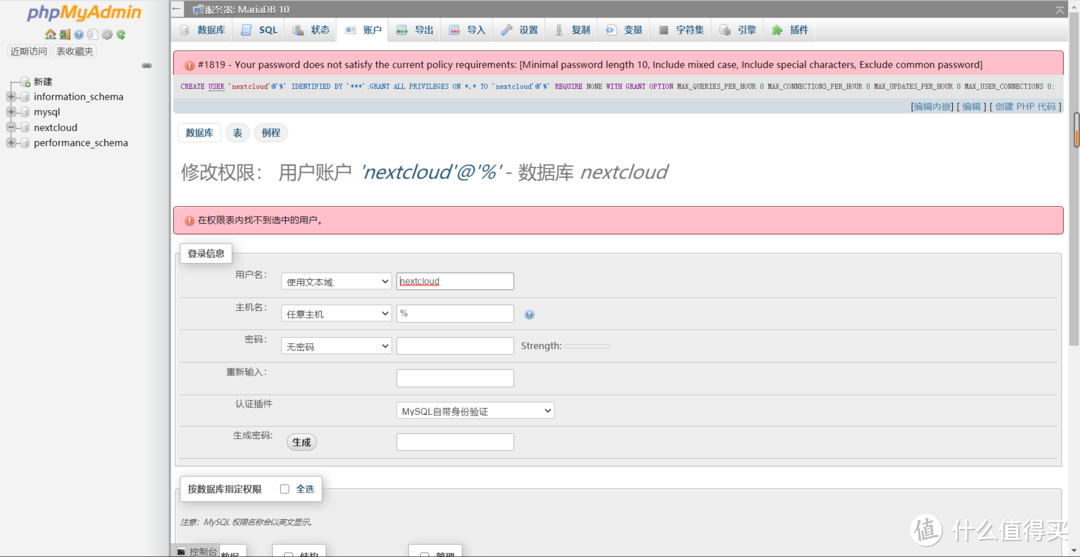 phpMyAdmin
近期访问 表收藏夹
新建
information_schema
mysql
nextcloud
performance_schema
服务器: MariaDB 10
数据库 SQL 状态 账户 导出 导入 设置 复制 变量 字符集 引擎 插件
#1819 - Your password does not satisfy the current policy requirements: [Minimal password length 10, Include mixed case, Include special characters, Exclude common password]
CREATE USER 'nextcloud'@'%' IDENTIFIED BY '***';GRANT ALL PRIVILEGES ON *.* TO 'nextcloud'@'%' REQUIRE NONE WITH GRANT OPTION MAX_QUERIES_PER_HOUR 0 MAX_CONNECTIONS_PER_HOUR 0 MAX_UPDATES_PER_HOUR 0 MAX_USER_CONNECTIONS 0;
[编辑内嵌] [ 编辑 ] [ 创建 PHP 代码 ]
数据库 表 例程
修改权限: 用户账户 'nextcloud'@'%' - 数据库 nextcloud
在权限表内找不到选中的用户。
登录信息
用户名: 使用文本域 nextcloud
主机名: 任意主机 %
密码: 无密码 Strength:
重新输入:
认证插件 MySQL自带身份验证
生成密码: 生成
按数据库指定权限 全选
注意: MySQL 权限名称会以英文显示。
控制台 数据 结构 管理
值 什么值得买